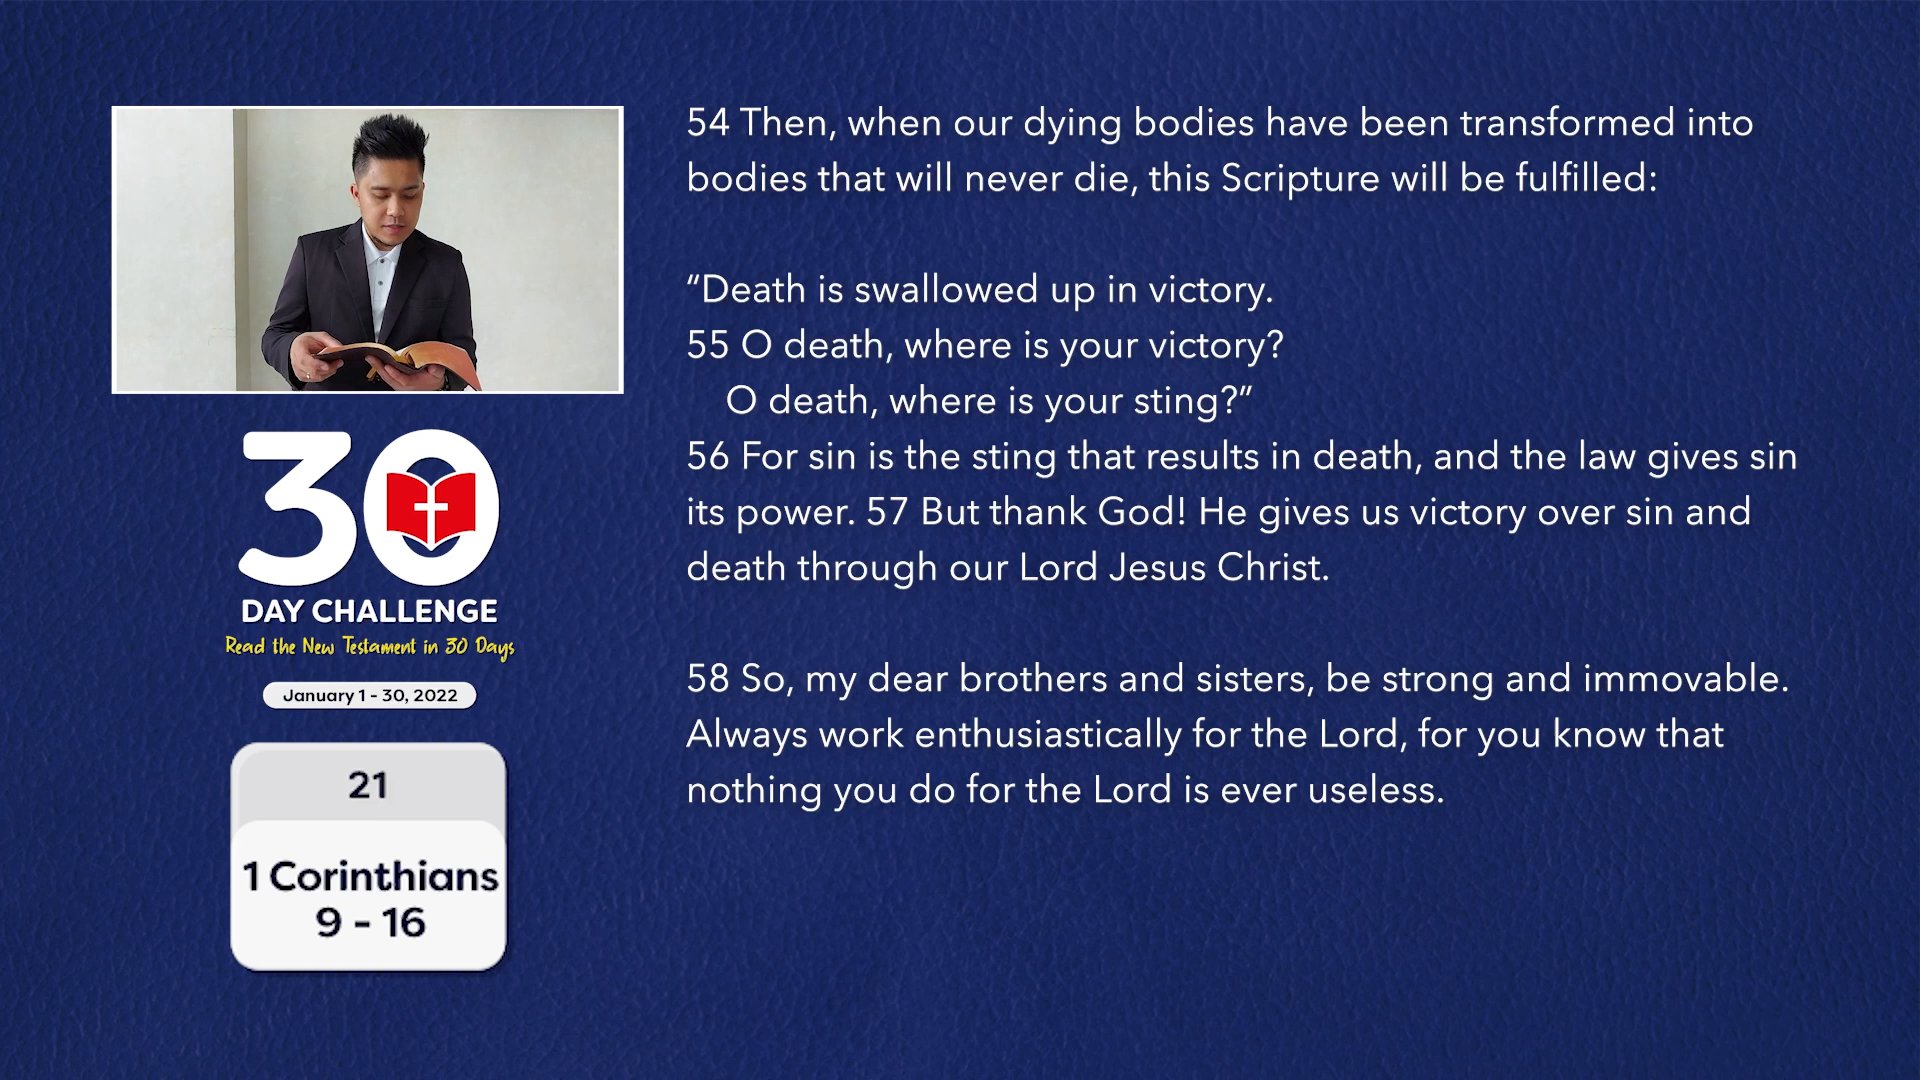 54 Then, when our dying bodies have been transformed into
bodies that will never die, this Scripture will be fulfilled:
“Death is swallowed up in victory.
55 O death, where is your victory?
O death, where is your sting?”
56 For sin is the sting that results in death, and the law gives sin
its power. 57 But thank God! He gives us victory over sin and
death through our Lord Jesus Christ.
58 So, my dear brothers and sisters, be strong and immovable.
Always work enthusiastically for the Lord, for you know that
nothing you do for the Lord is ever useless.
30
DAY CHALLENGE
Read the New Testament in 30 Days
January 1 - 30, 2022
21
1 Corinthians
9 - 16